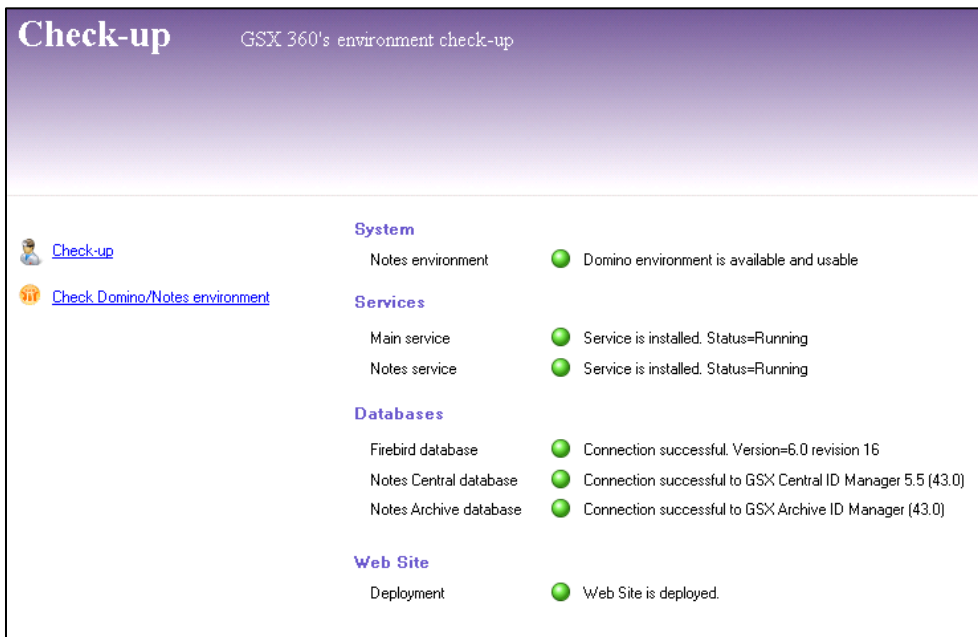 Check-up GSX 360's environment check-up
Check-up
Check Domino/Notes environment
System
Notes environment Domino environment is available and usable
Services
Main service Service is installed. Status=Running
Notes service Service is installed. Status=Running
Databases
Firebird database Connection successful. Version=6.0 revision 16
Notes Central database Connection successful to GSX Central ID Manager 5.5 (43.0)
Notes Archive database Connection successful to GSX Archive ID Manager (43.0)
Web Site
Deployment Web Site is deployed.